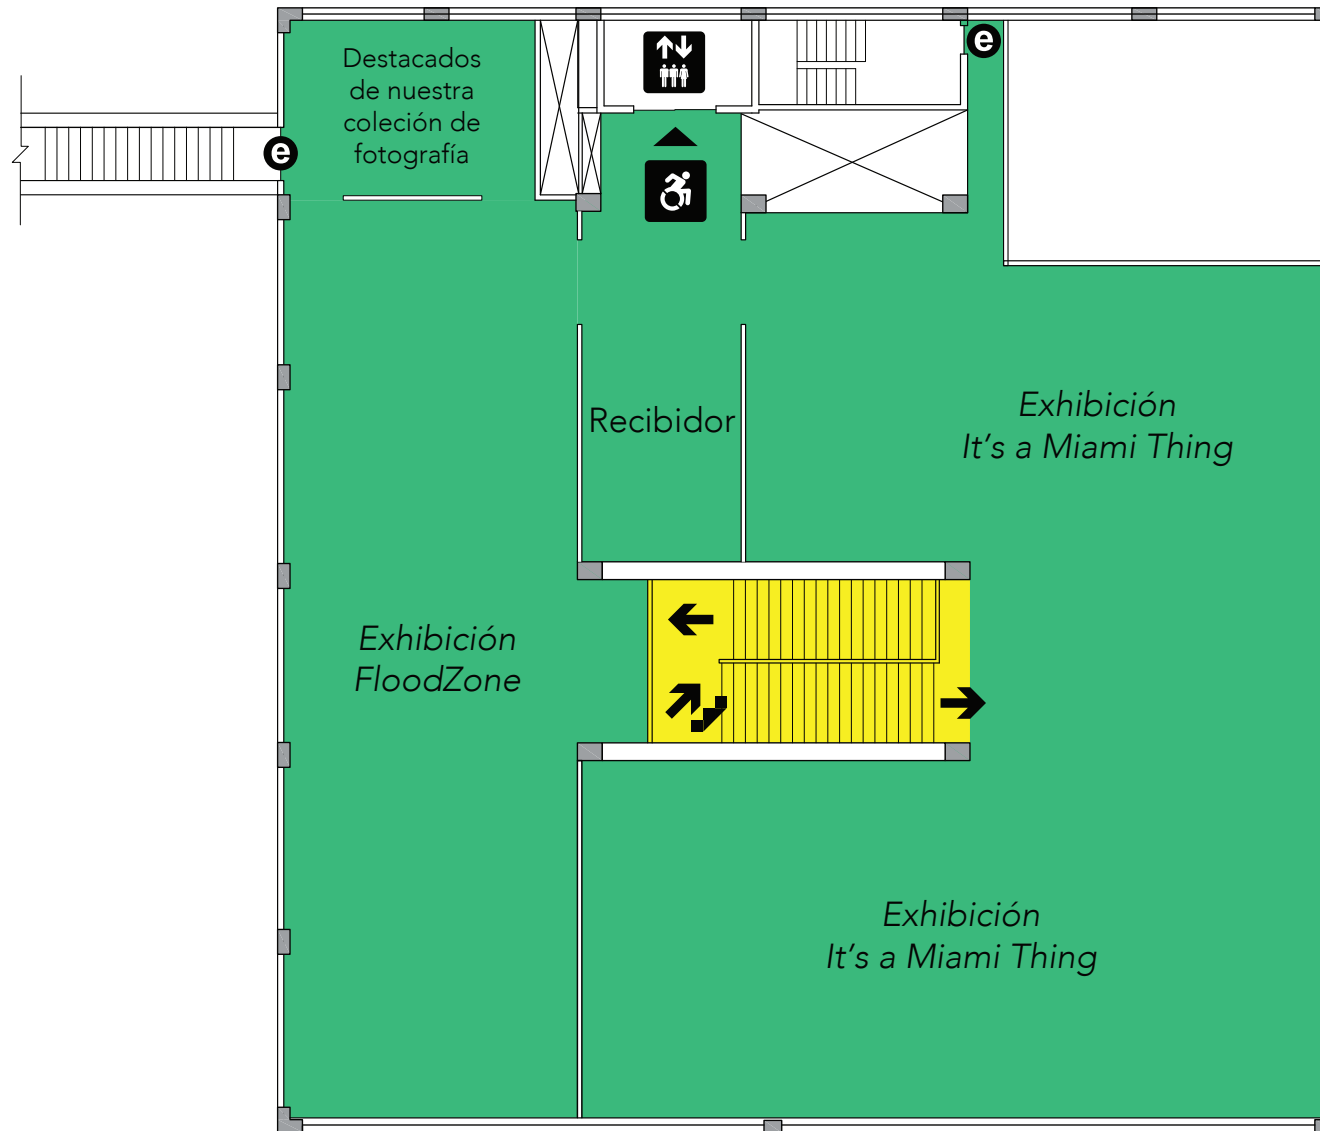 Destacados
de nuestra
coleción de
fotografía
e
e
Recibidor
Exhibición
It's a Miami Thing
Exhibición
FloodZone
Exhibición
It's a Miami Thing